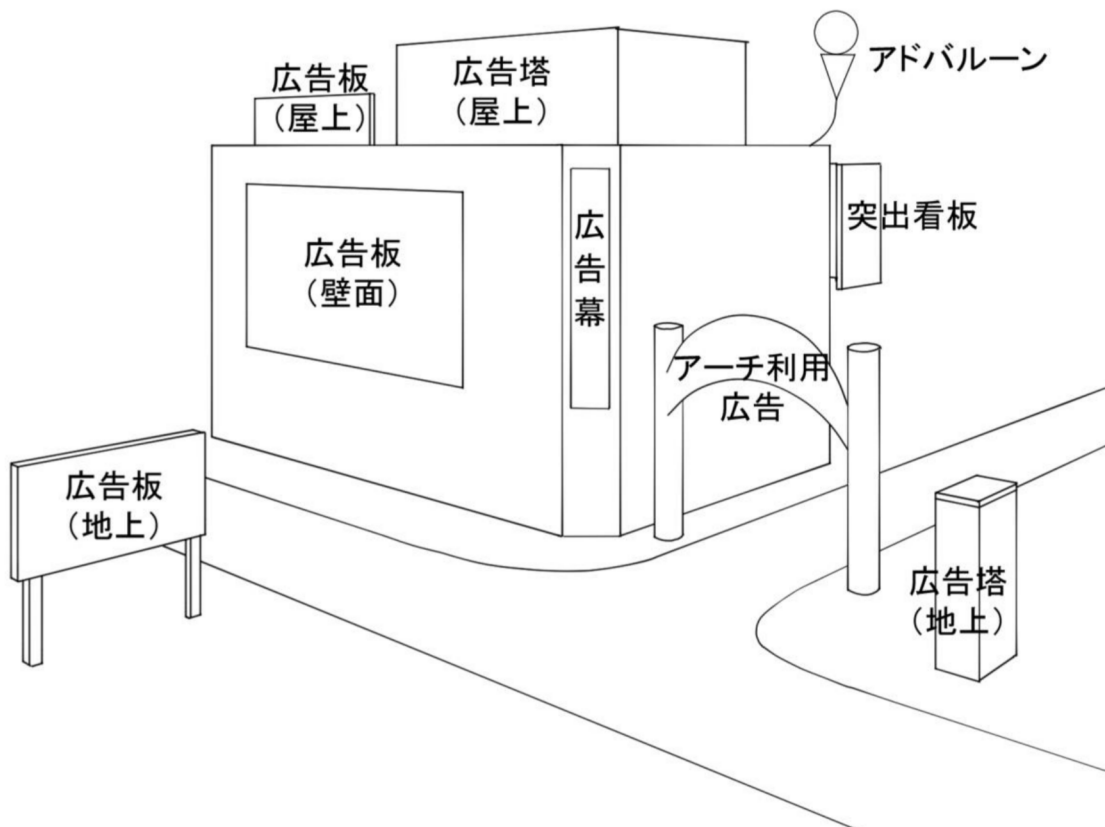 広告板
（屋上）
広告塔
（屋上）
アドバルーン
広告板
（壁面）
広告幕
突出看板
アーチ利用
広告
広告板
（地上）
広告塔
（地上）